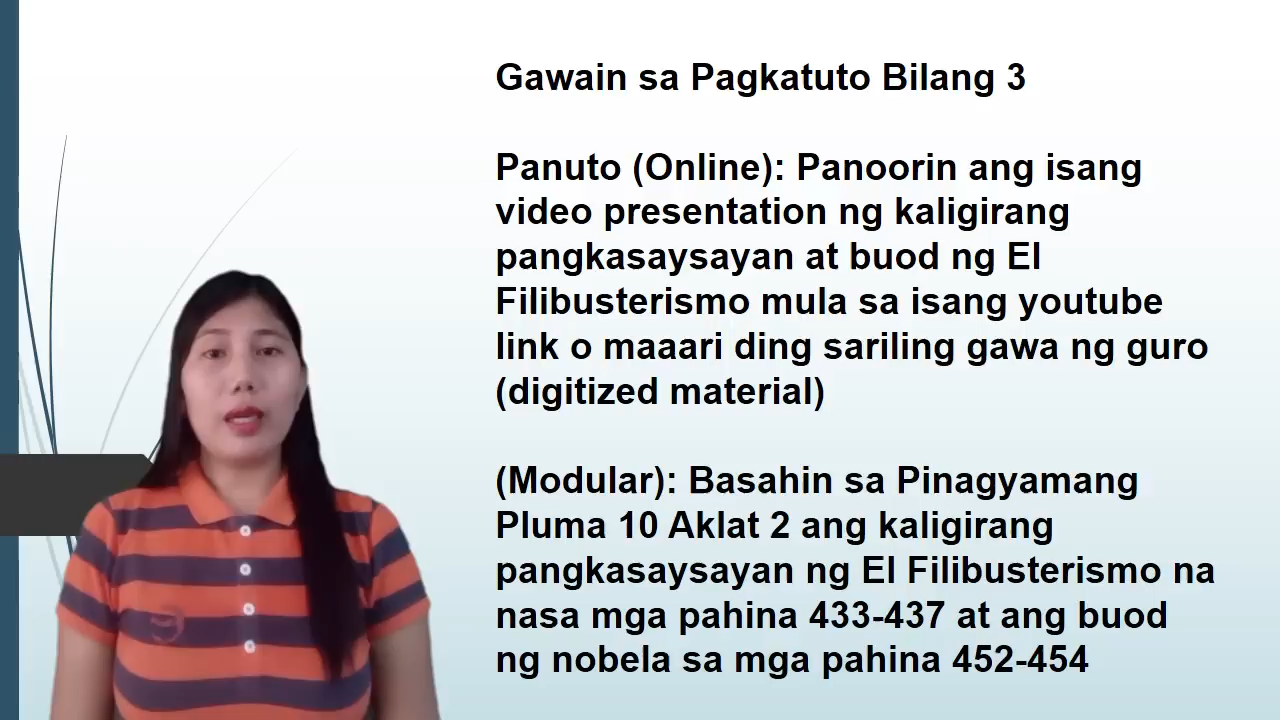 Gawain sa Pagkatuto Bilang 3
Panuto (Online): Panoorin ang isang
video presentation ng kaligirang
pangkasaysayan at buod ng El
Filibusterismo mula sa isang youtube
link o maaari ding sariling gawa ng guro
(digitized material)
(Modular): Basahin sa Pinagyamang
Pluma 10 Aklat 2 ang kaligirang
pangkasaysayan ng El Filibusterismo na
nasa mga pahina 433-437 at ang buod
ng nobela sa mga pahina 452-454